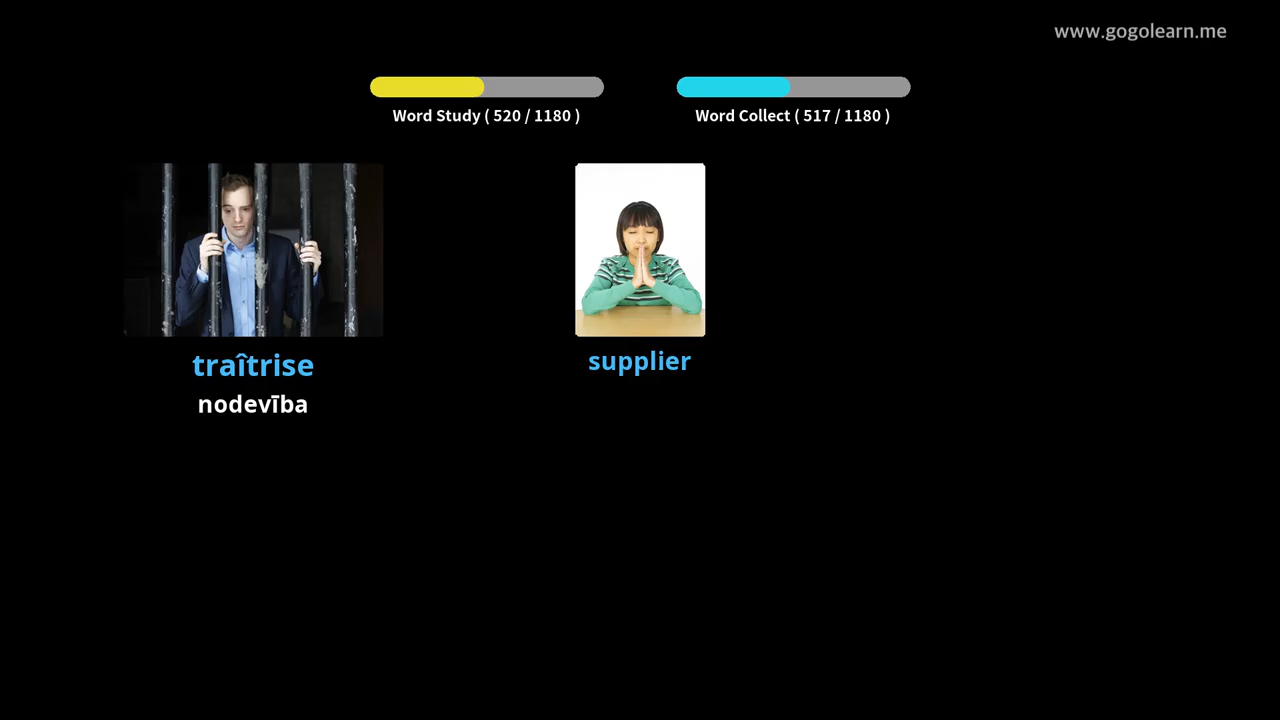 www.gogolearn.me
Word Study ( 520 / 1180 )
Word Collect ( 517 / 1180 )
traîtrise
nodevība
supplier